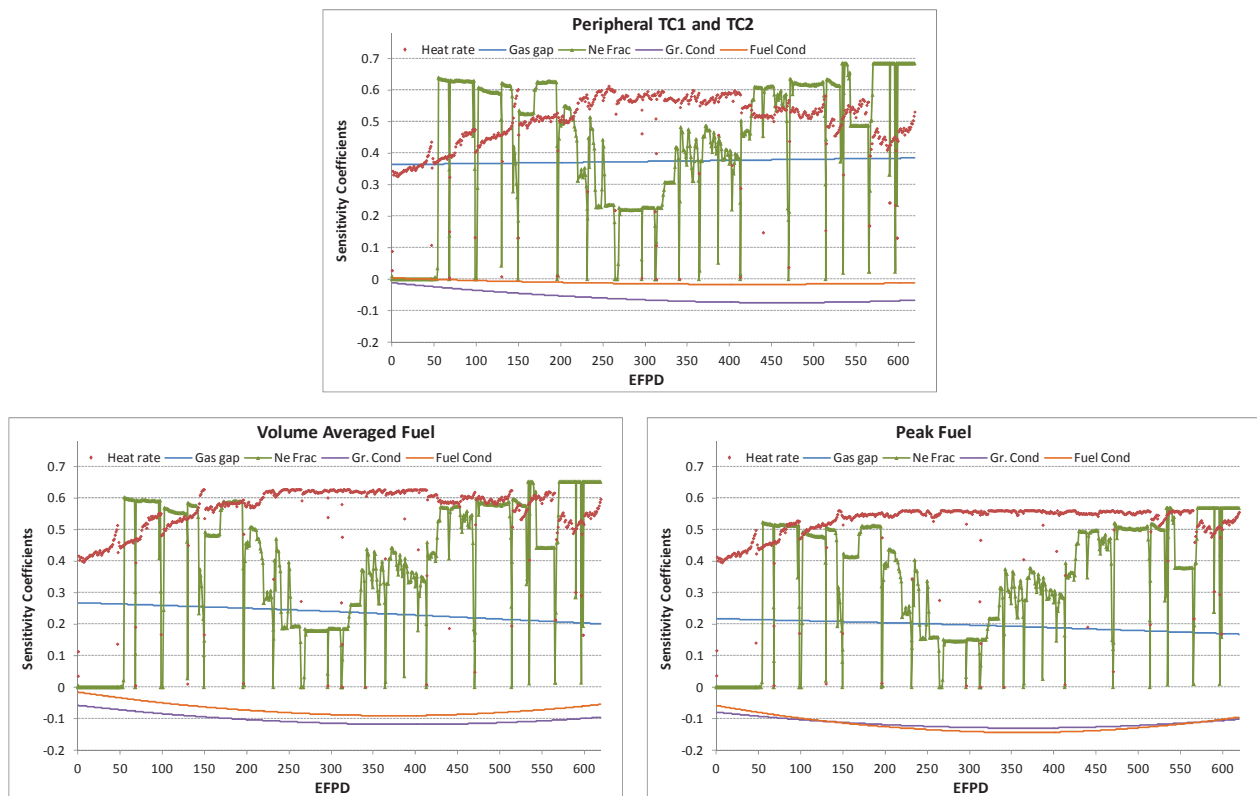 Peripheral TC1 and TC2
Heat rate Gas gap Ne Frac Gr. Cond Fuel Cond
Sensitivity Coefficients
0.7
0.6
0.5
0.4
0.3
0.2
0.1
0
-0.1
-0.2
0 50 100 150 200 250 300 350 400 450 500 550 600
EFPD
Volume Averaged Fuel
Heat rate Gas gap Ne Frac Gr. Cond Fuel Cond
Sensitivity Coefficients
0.7
0.6
0.5
0.4
0.3
0.2
0.1
0
-0.1
-0.2
0 50 100 150 200 250 300 350 400 450 500 550 600
EFPD
Peak Fuel
Heat rate Gas gap Ne Frac Gr. Cond Fuel Cond
Sensitivity Coefficients
0.7
0.6
0.5
0.4
0.3
0.2
0.1
0
-0.1
-0.2
0 50 100 150 200 250 300 350 400 450 500 550 600
EFPD